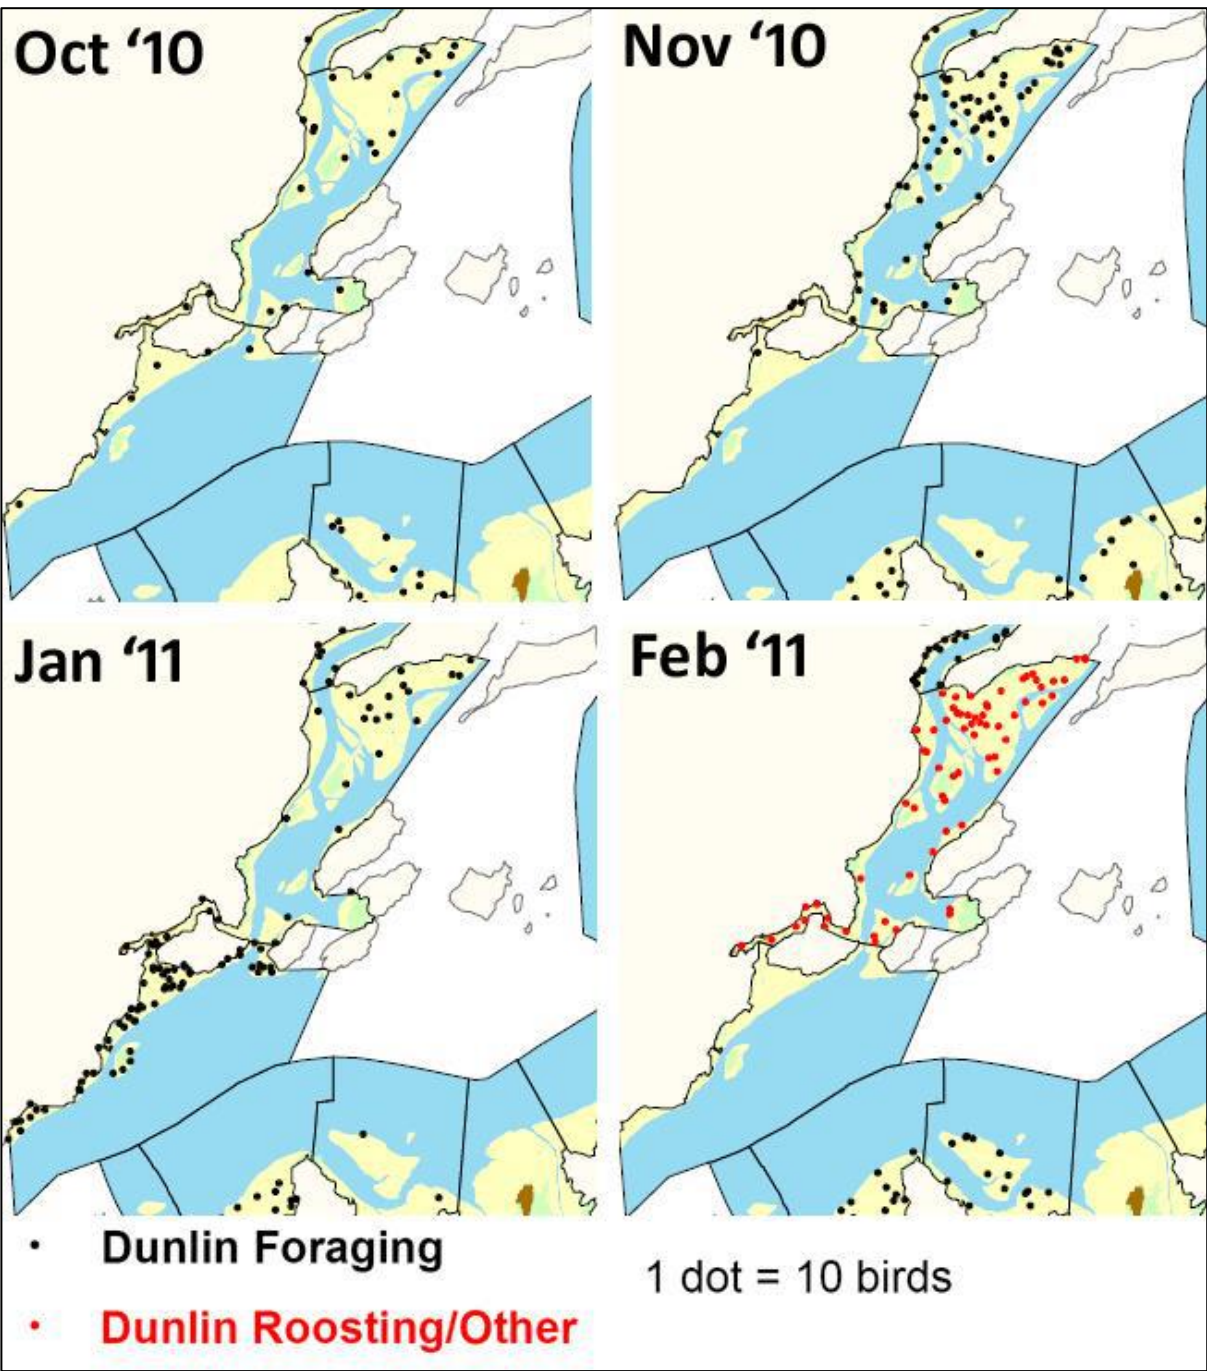 Oct ‘10
Nov ‘10
Jan ‘11
Feb ‘11
Dunlin Foraging
1 dot = 10 birds
Dunlin Roosting/Other